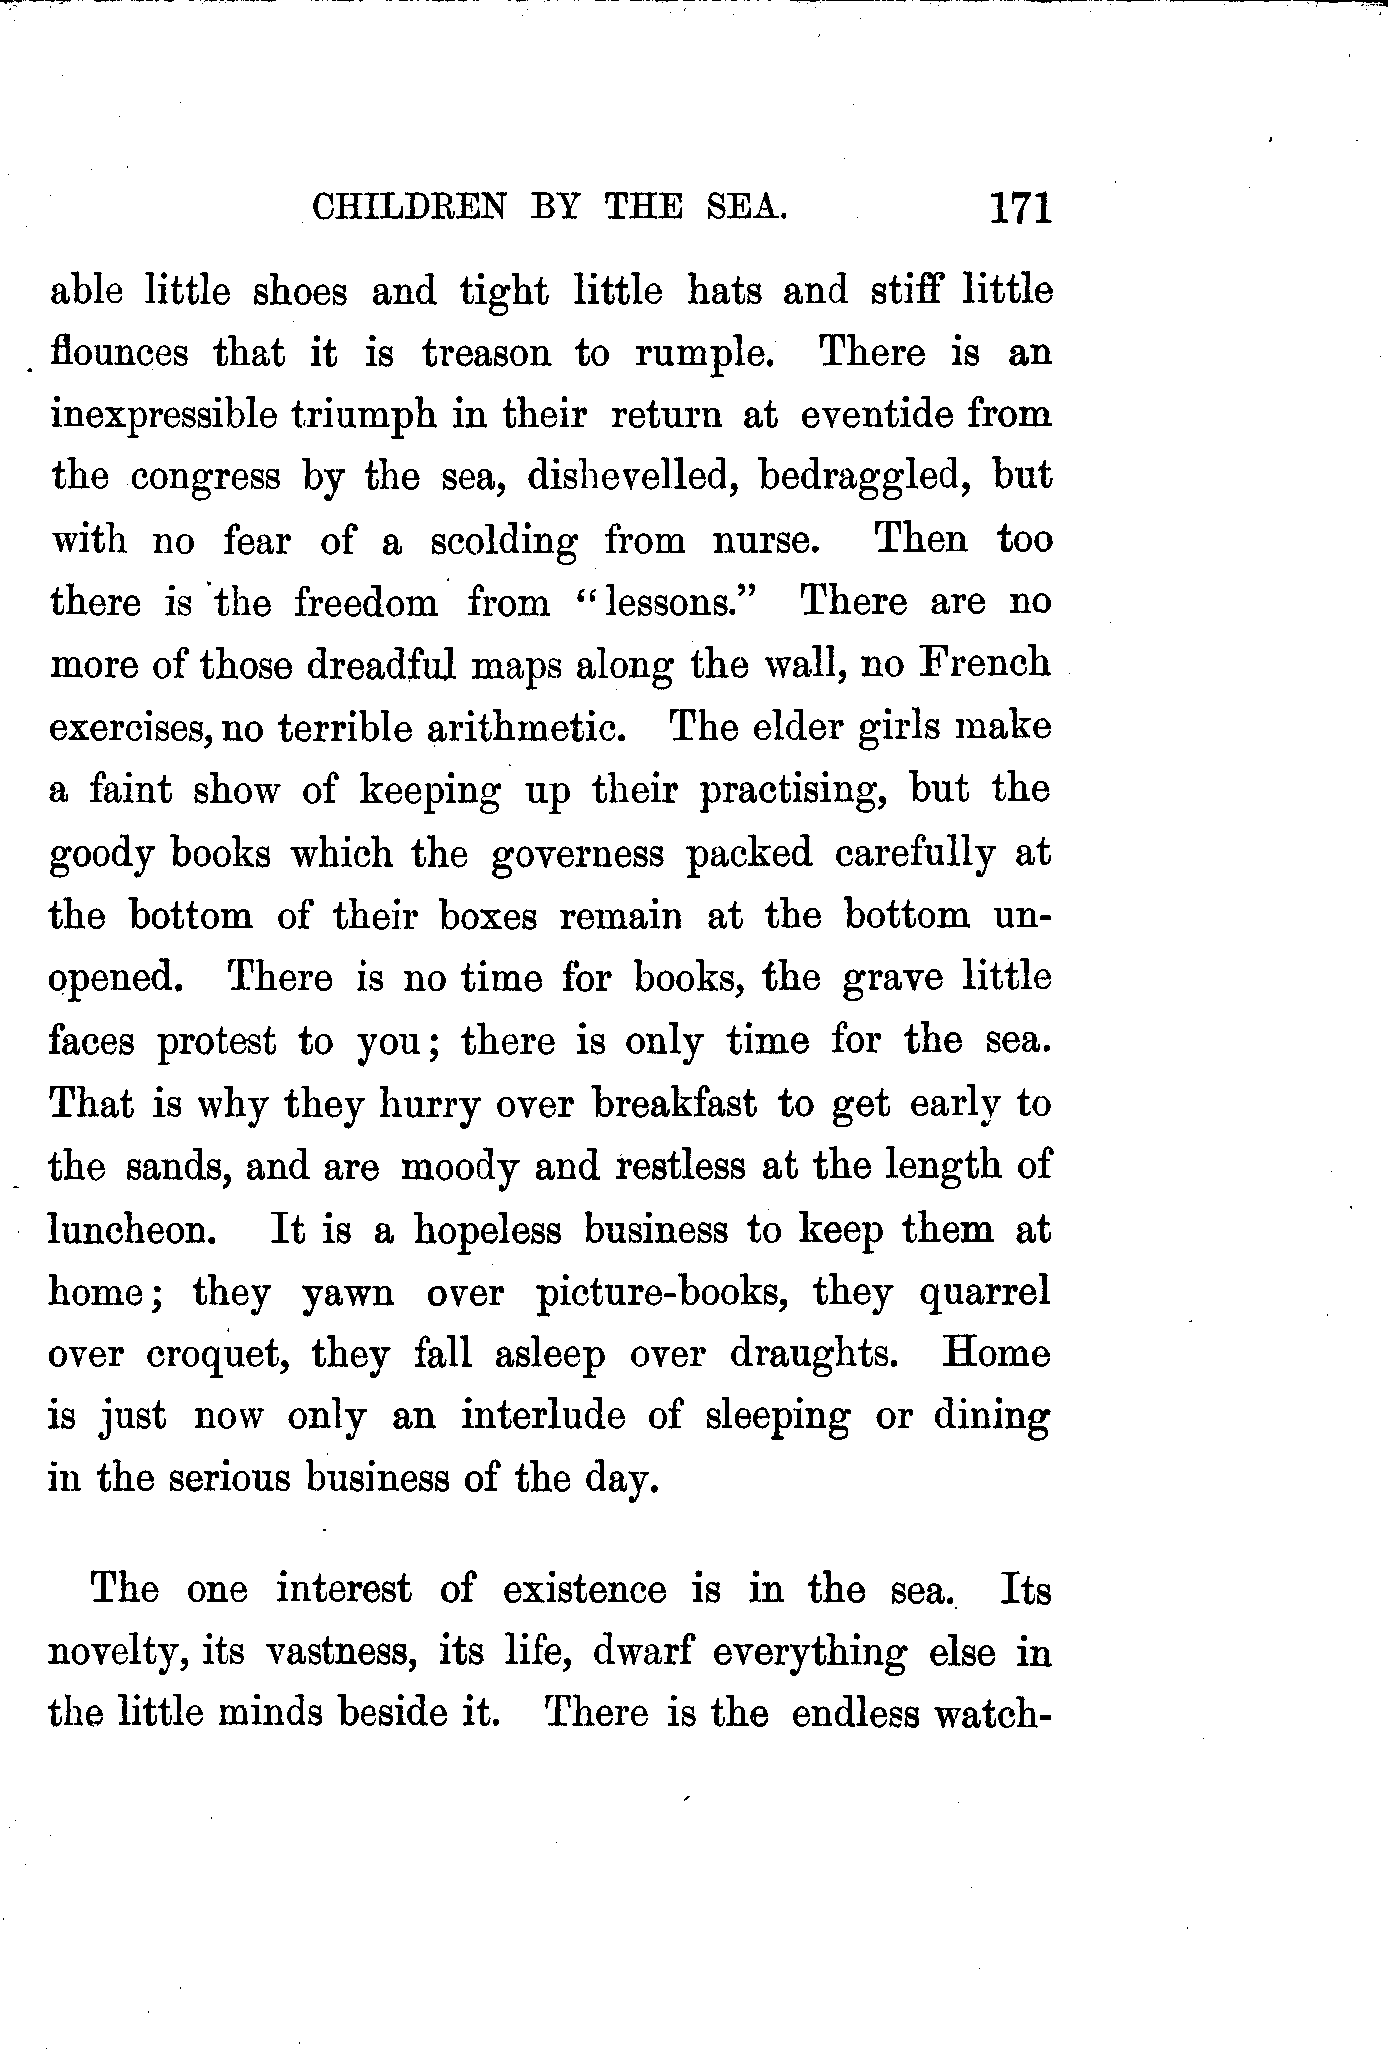 CHILDREN BY THE SEA. 171
able little shoes and tight little hats and stiff little
flounces that it is treason to rumple. There is an
inexpressible triumph in their return at eventide from
the congress by the sea, dishevelled, bedraggled, but
with no fear of a scolding from nurse. Then too
there is the freedom from “lessons.” There are no
more of those dreadful maps along the wall, no French
exercises, no terrible arithmetic. The elder girls make
a faint show of keeping up their practising, but the
goody books which the governess packed carefully at
the bottom of their boxes remain at the bottom un-
opened. There is no time for books, the grave little
faces protest to you; there is only time for the sea.
That is why they hurry over breakfast to get early to
the sands, and are moody and restless at the length of
luncheon. It is a hopeless business to keep them at
home; they yawn over picture-books, they quarrel
over croquet, they fall asleep over draughts. Home
is just now only an interlude of sleeping or dining
in the serious business of the day.
The one interest of existence is in the sea. Its
novelty, its vastness, its life, dwarf everything else in
the little minds beside it. There is the endless watch-